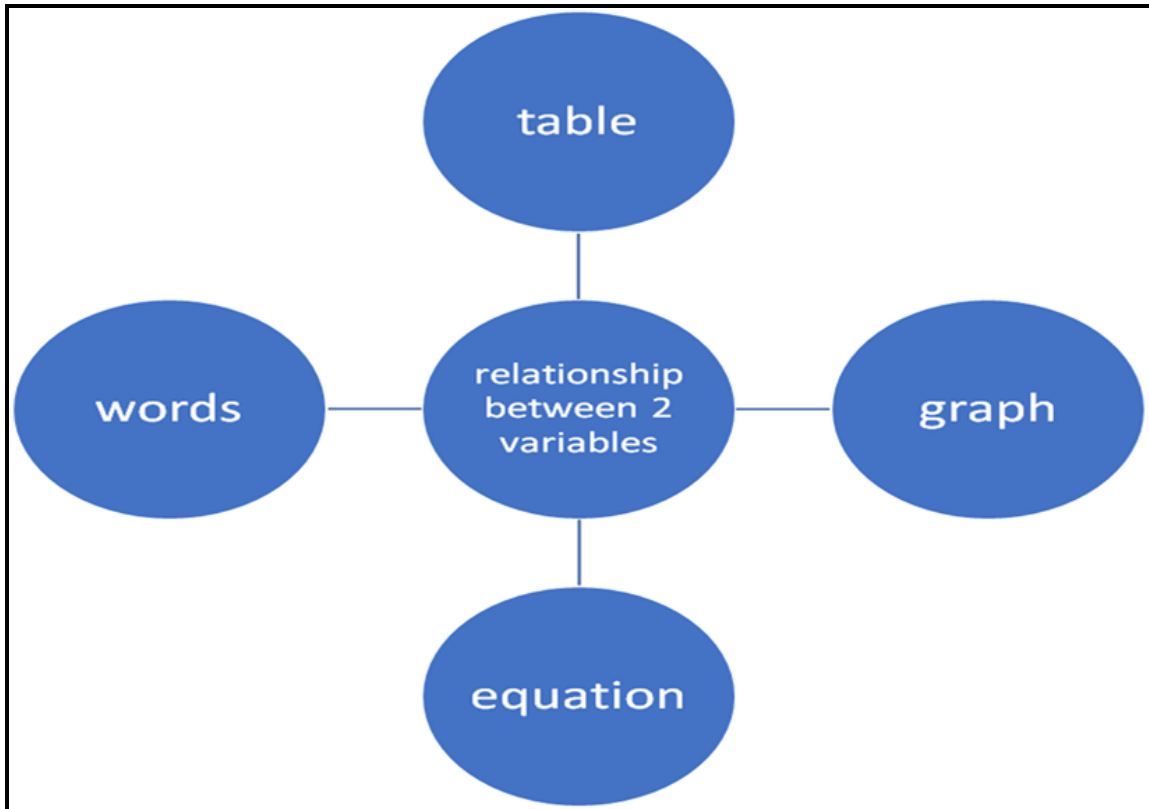 table
words
relationship
between 2
variables
graph
equation